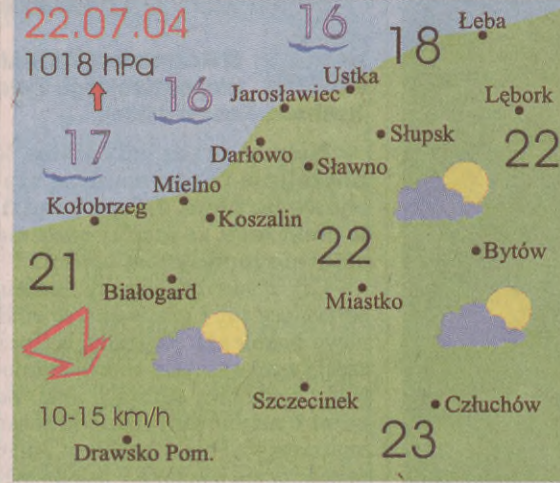 22.07.04
16
Łeba
18
1018 hPa
Ustka
16
Jarosławiec
Lębork
17
Słupsk
22
Darłowo
Sławno
Mielno
Kołobrzeg
Koszalin
22
Bytów
21
Białogard
Miastko
Szczecinek
Człuchów
10-15 km/h
23
Drawsko Pom.